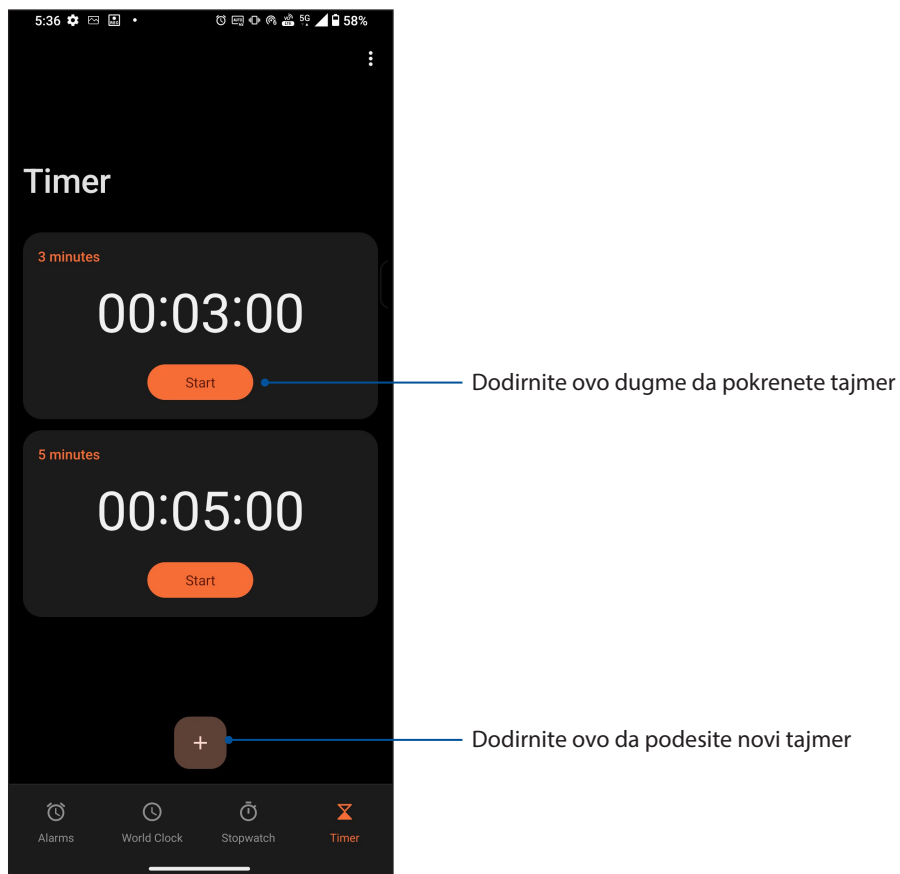 5:36 5G 58%
Timer
3 minutes
00:03:00
Start
Dodirnite ovo dugme da pokrenete tajmer
5 minutes
00:05:00
Start
+
Dodirnite ovo da podesite novi tajmer
Alarms World Clock Stopwatch Timer